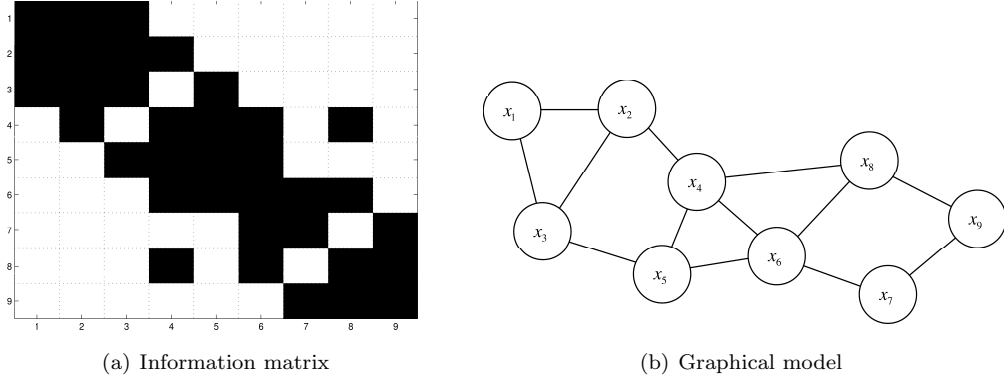 1
2
3
4
5
6
7
8
9
1 2 3 4 5 6 7 8 9
x₁
x₂
x₃
x₄
x₅
x₆
x₇
x₈
x₉
(a) Information matrix
(b) Graphical model